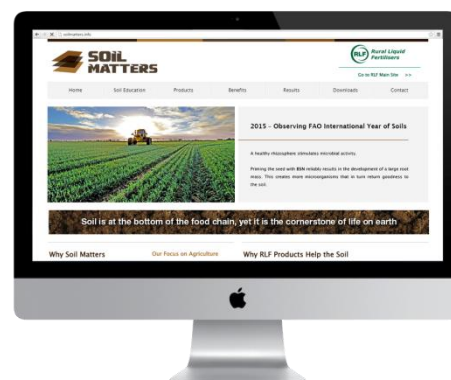 SOIL
MATTERS
RLF Rural Liquid
Fertilisers
Go to RLF Main Site >>
Home Soil Education Products Benefits Results Downloads Contact
2015 – Observing FAO International Year of Soils
A healthy rhizosphere stimulates microbial activity.
Priming the seed with BSN reliably results in the development of a large root
mass. This creates more microorganisms that in turn return goodness to
the soil.
Soil is at the bottom of the food chain, yet it is the cornerstone of life on earth
Why Soil Matters Our Focus on Agriculture Why RLF Products Help the Soil